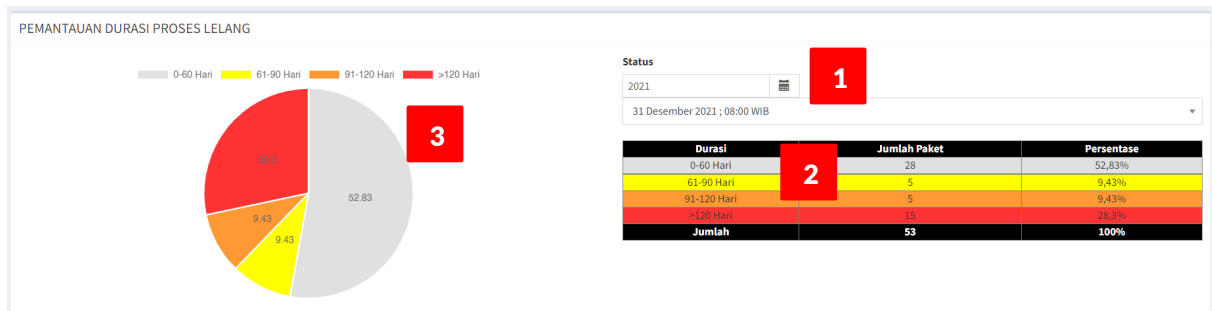 PEMANTAUAN DURASI PROSES LELANG
0-60 Hari 61-90 Hari 91-120 Hari >120 Hari
3
28.3
52.83
9.43
9.43
Status
2021
1
31 Desember 2021 ; 08:00 WIB
Durasi Jumlah Paket Persentase
0-60 Hari 28 52,83%
61-90 Hari 5 9,43%
2
91-120 Hari 5 9,43%
>120 Hari 15 28,3%
Jumlah 53 100%